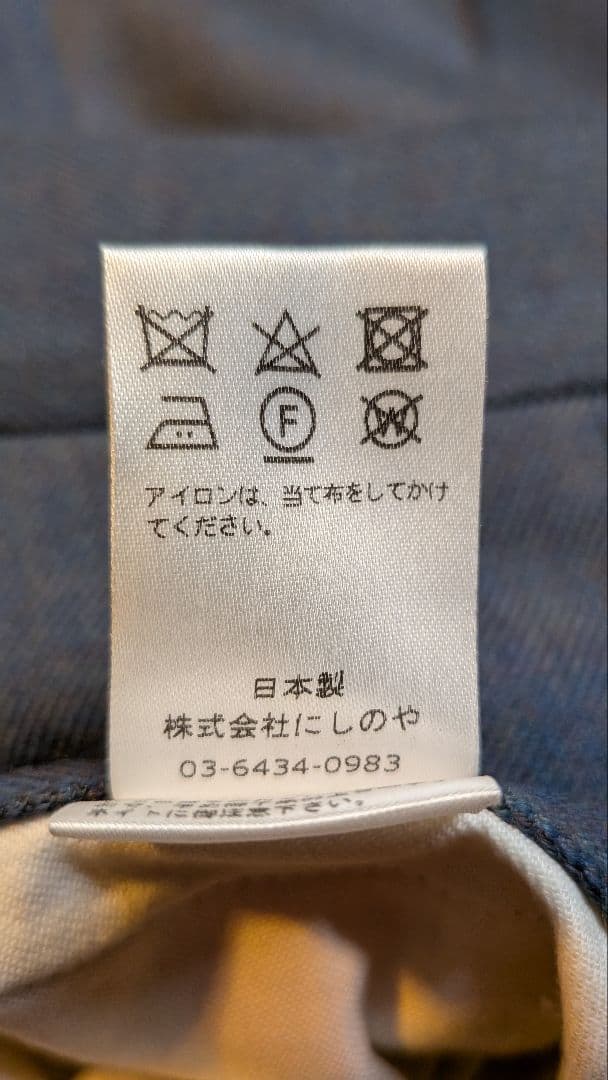 F W
アイロンは、当て布をしてかけ
てください。
日本製
株式会社にしのや
03-6434-0983